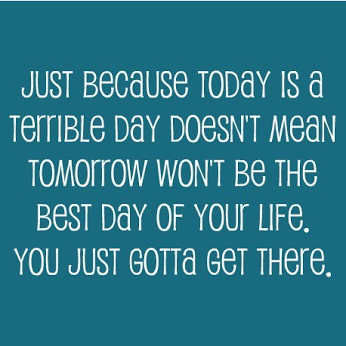 JUST BECAUSE TODAY IS A
TERRIBLE DAY DOESN'T MEAN
TOMORROW WON'T BE THE
BEST DAY OF YOUR LIFE.
YOU JUST GOTTA GET THERE.